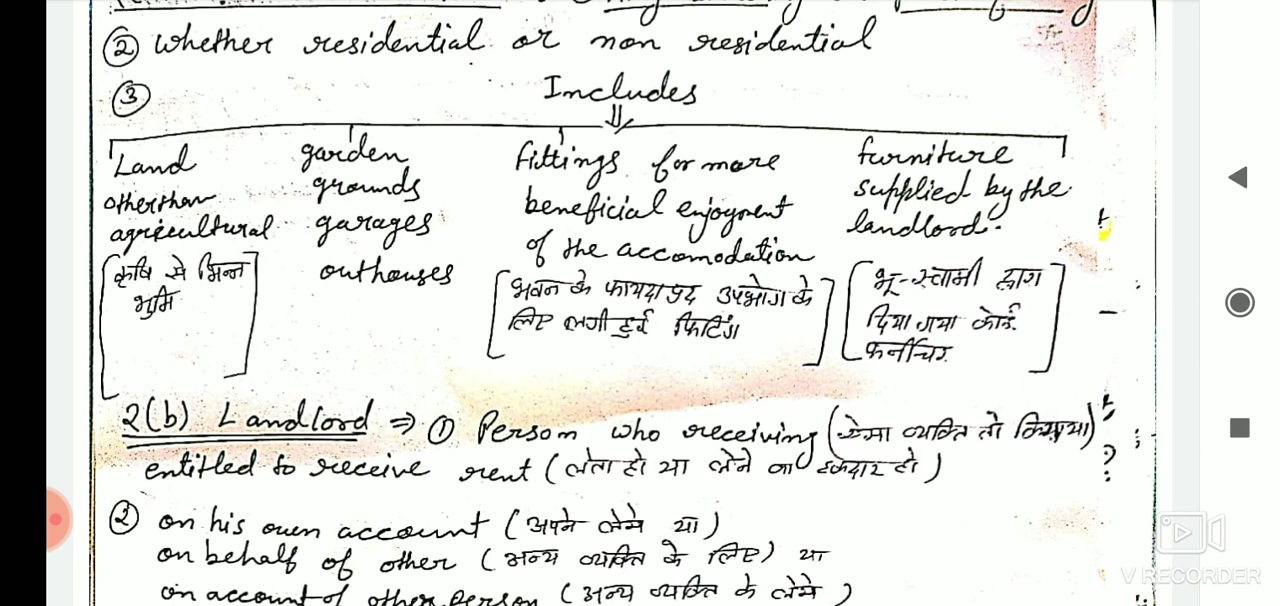 ② whether residential or non residential
③ Includes
⇓
Land
otherthan
agricultural
[कृषि से भिन्न
भूमि]
garden
grounds
garages
outhouses
fittings for more
beneficial enjoyment
of the accomodation
[भवन के फायदाप्रद उपभोग के
लिए लगी हुई फिटिंग]
furniture
supplied by the
landlord.
[भू-स्वामी द्वारा
दिया गया कोई
फर्नीचर]
2(b) Landlord ⇒ ① Person who receiving (ऐसा व्यक्ति जो किराया)
entitled to receive rent (लेता हो या लेने का हकदार हो)
② on his own account (अपने लेखे या)
on behalf of other (अन्य व्यक्ति के लिए) या
on account of other person (अन्य व्यक्ति के लेखे)
V RECORDER